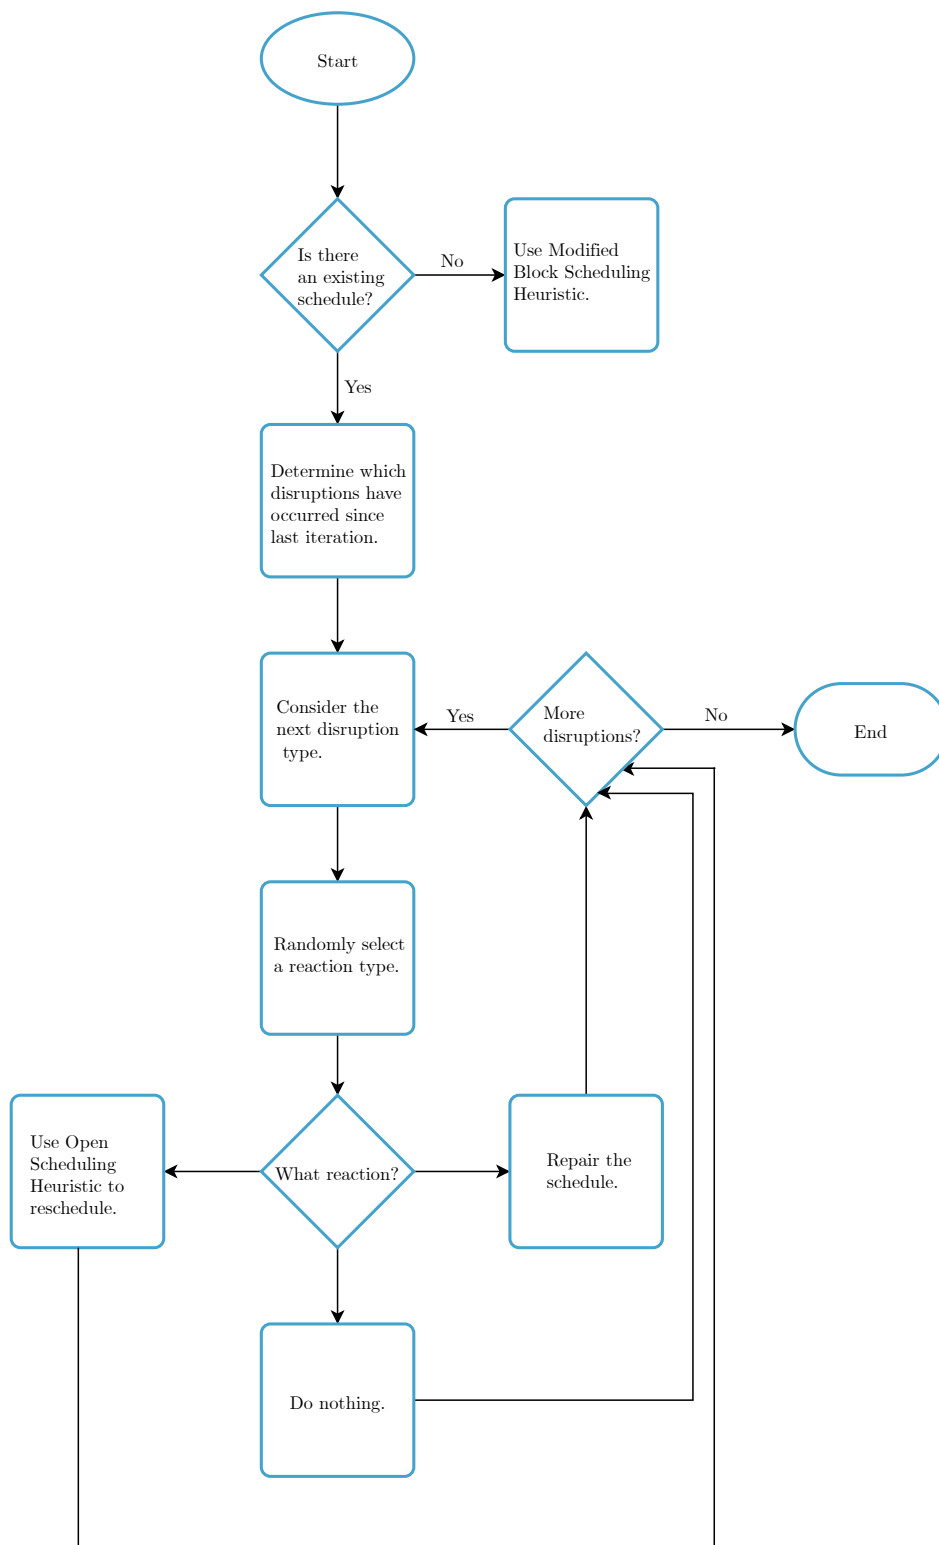 Start
Is there
an existing
schedule?
No
Use Modified
Block Scheduling
Heuristic.
Yes
Determine which
disruptions have
occurred since
last iteration.
Consider the
next disruption
type.
Yes
More
disruptions?
No
End
Randomly select
a reaction type.
Use Open
Scheduling
Heuristic to
reschedule.
What reaction?
Repair the
schedule.
Do nothing.